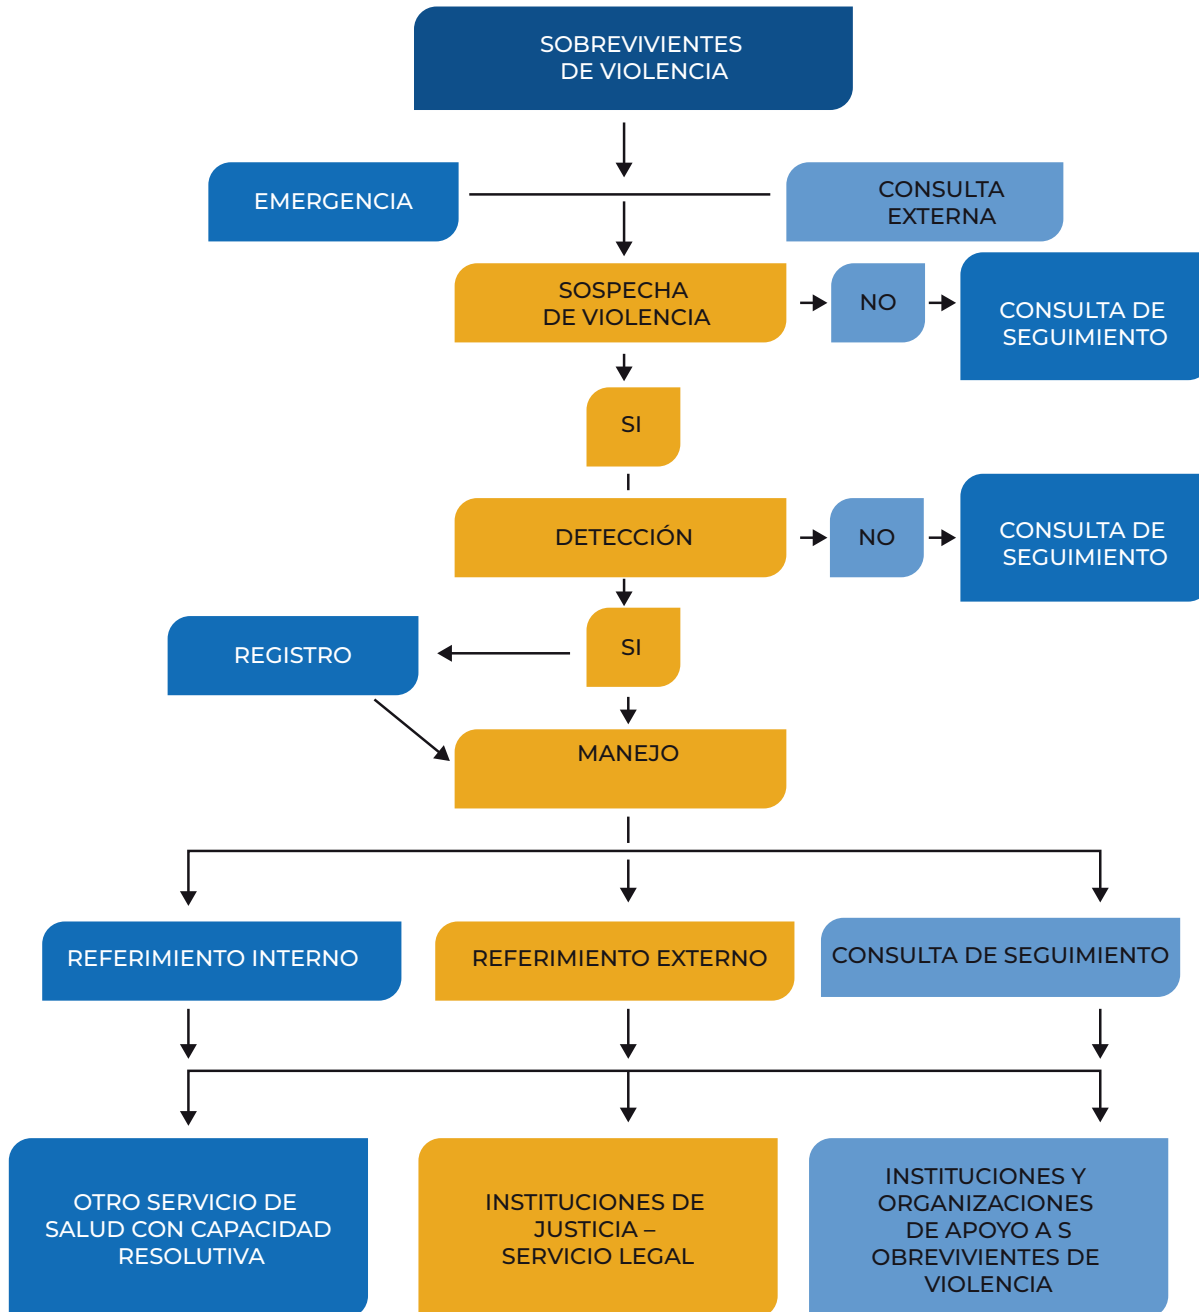 SOBREVIVIENTES
DE VIOLENCIA
EMERGENCIA
CONSULTA
EXTERNA
SOSPECHA
DE VIOLENCIA
NO
CONSULTA DE
SEGUIMIENTO
SI
DETECCIÓN
NO
CONSULTA DE
SEGUIMIENTO
SI
REGISTRO
MANEJO
REFERIMIENTO INTERNO
REFERIMIENTO EXTERNO
CONSULTA DE SEGUIMIENTO
OTRO SERVICIO DE
SALUD CON CAPACIDAD
RESOLUTIVA
INSTITUCIONES DE
JUSTICIA –
SERVICIO LEGAL
INSTITUCIONES Y
ORGANIZACIONES
DE APOYO A S
OBREVIVIENTES DE
VIOLENCIA